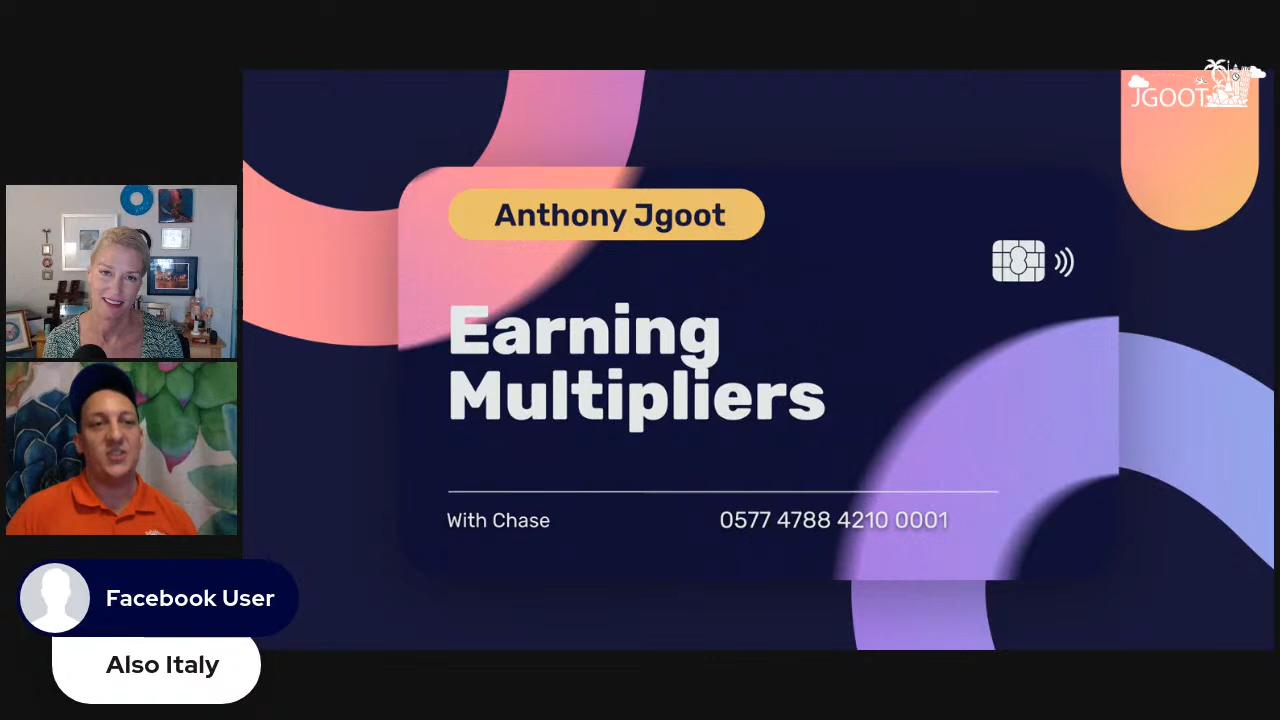 JGOOT
Anthony Jgoot
Earning
Multipliers
With Chase 0577 4788 4210 0001
Facebook User
Also Italy